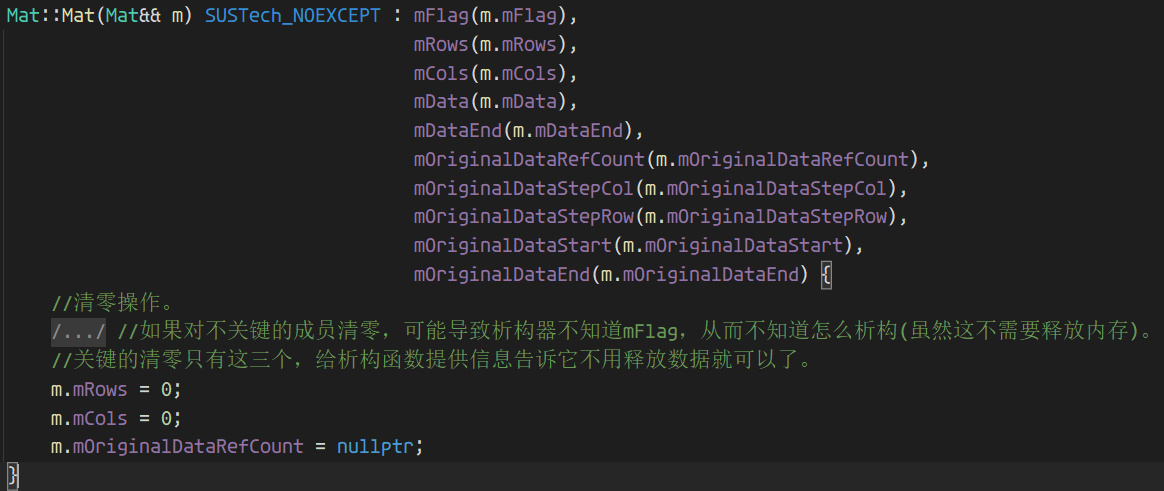 Mat::Mat(Mat&& m) SUSTech_NOEXCEPT : mFlag(m.mFlag),
mRows(m.mRows),
mCols(m.mCols),
mData(m.mData),
mDataEnd(m.mDataEnd),
mOriginalDataRefCount(m.mOriginalDataRefCount),
mOriginalDataStepCol(m.mOriginalDataStepCol),
mOriginalDataStepRow(m.mOriginalDataStepRow),
mOriginalDataStart(m.mOriginalDataStart),
mOriginalDataEnd(m.mOriginalDataEnd) {
//清零操作。
/.../ //如果对不关键的成员清零，可能导致析构器不知道mFlag，从而不知道怎么析构(虽然这不需要释放内存)。
//关键的清零只有这三个，给析构函数提供信息告诉它不用释放数据就可以了。
m.mRows = 0;
m.mCols = 0;
m.mOriginalDataRefCount = nullptr;
}